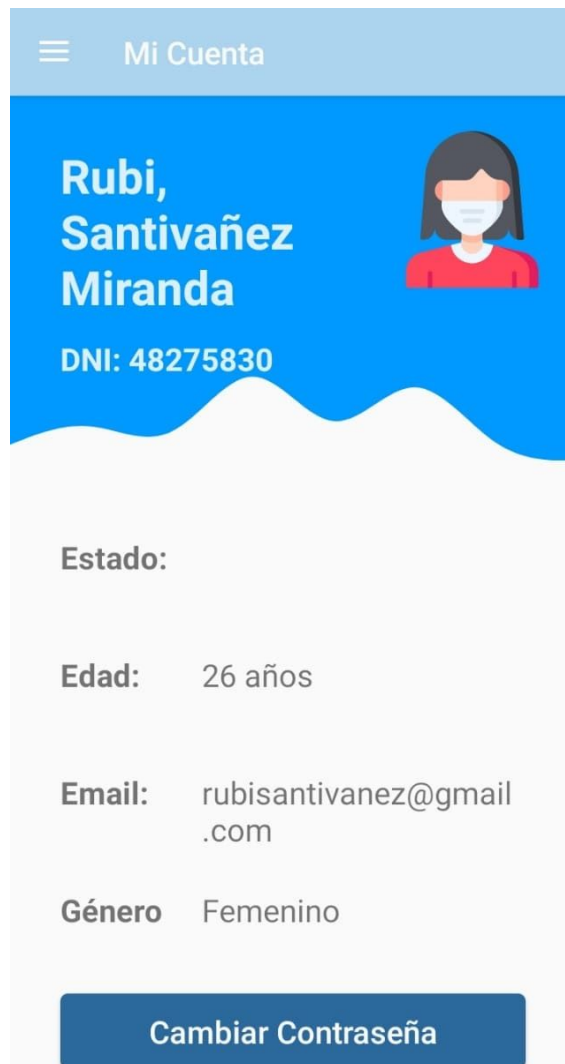 Mi Cuenta
Rubi,
Santivañez
Miranda
DNI: 48275830
Estado:
Edad: 26 años
Email: rubisantivanez@gmail
.com
Género Femenino
Cambiar Contraseña